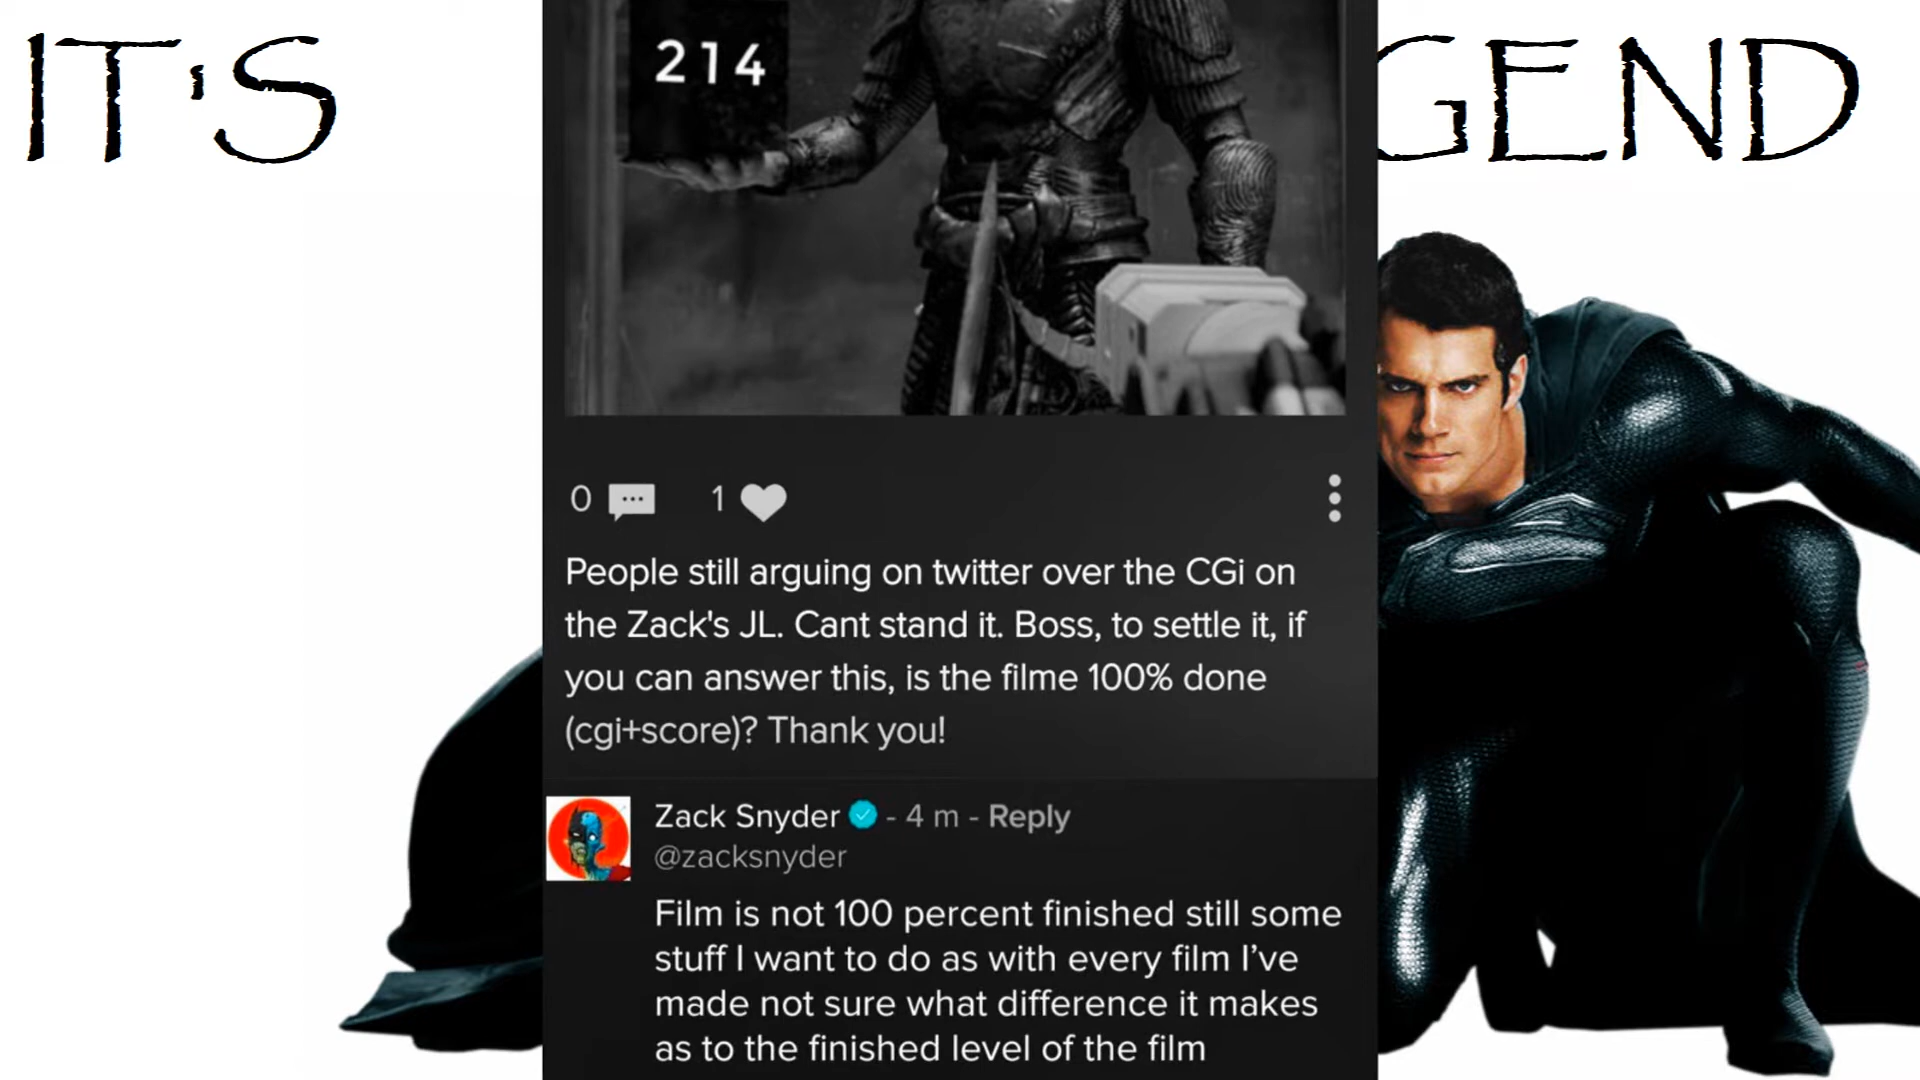 IT'S
GEND
214
0
1
People still arguing on twitter over the CGi on
the Zack's JL. Cant stand it. Boss, to settle it, if
you can answer this, is the filme 100% done
(cgi+score)? Thank you!
Zack Snyder - 4 m - Reply
@zacksnyder
Film is not 100 percent finished still some
stuff I want to do as with every film I’ve
made not sure what difference it makes
as to the finished level of the film